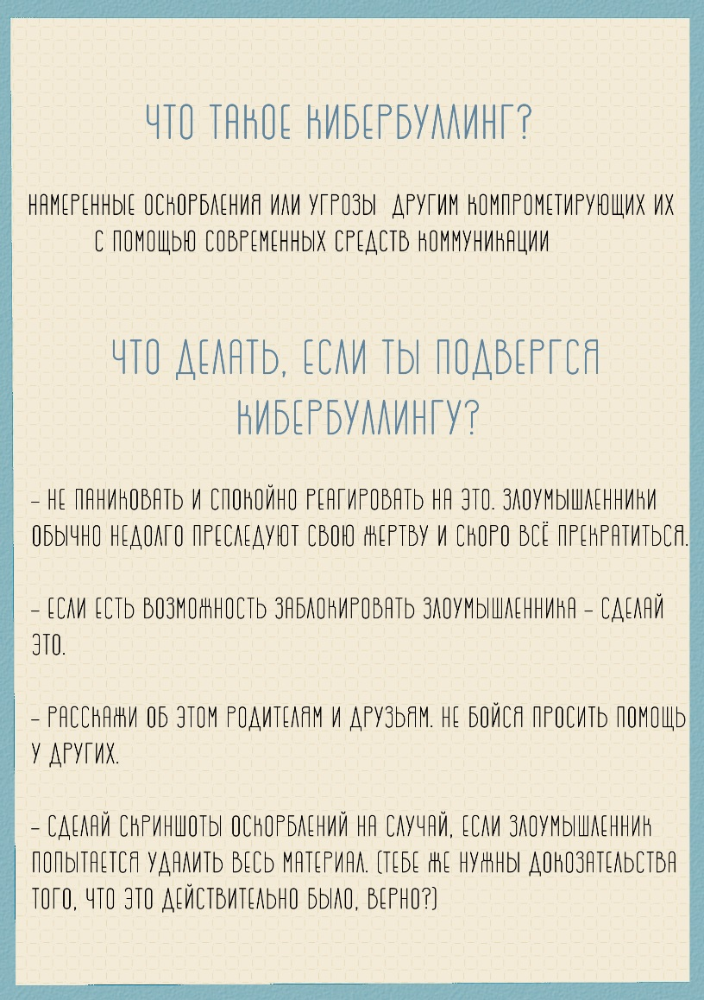 ЧТО ТАКОЕ КИБЕРБУЛЛИНГ?
НАМЕРЕННЫЕ ОСКОРБЛЕНИЯ ИЛИ УГРОЗЫ ДРУГИМ КОМПРОМЕТИРУЮЩИХ ИХ
С ПОМОЩЬЮ СОВРЕМЕННЫХ СРЕДСТВ КОММУНИКАЦИИ
ЧТО ДЕЛАТЬ, ЕСЛИ ТЫ ПОДВЕРГСЯ
КИБЕРБУЛЛИНГУ?
– НЕ ПАНИКОВАТЬ И СПОКОЙНО РЕАГИРОВАТЬ НА ЭТО. ЗЛОУМЫШЛЕННИКИ
ОБЫЧНО НЕДОЛГО ПРЕСЛЕДУЮТ СВОЮ ЖЕРТВУ И СКОРО ВСЁ ПРЕКРАТИТЬСЯ.
– ЕСЛИ ЕСТЬ ВОЗМОЖНОСТЬ ЗАБЛОКИРОВАТЬ ЗЛОУМЫШЛЕННИКА – СДЕЛАЙ
ЭТО.
– РАССКАЖИ ОБ ЭТОМ РОДИТЕЛЯМ И ДРУЗЬЯМ. НЕ БОЙСЯ ПРОСИТЬ ПОМОЩЬ
У ДРУГИХ.
– СДЕЛАЙ СКРИНШОТЫ ОСКОРБЛЕНИЙ НА СЛУЧАЙ, ЕСЛИ ЗЛОУМЫШЛЕННИК
ПОПЫТАЕТСЯ УДАЛИТЬ ВЕСЬ МАТЕРИАЛ. (ТЕБЕ ЖЕ НУЖНЫ ДОКОЗАТЕЛЬСТВА
ТОГО, ЧТО ЭТО ДЕЙСТВИТЕЛЬНО БЫЛО, ВЕРНО?)